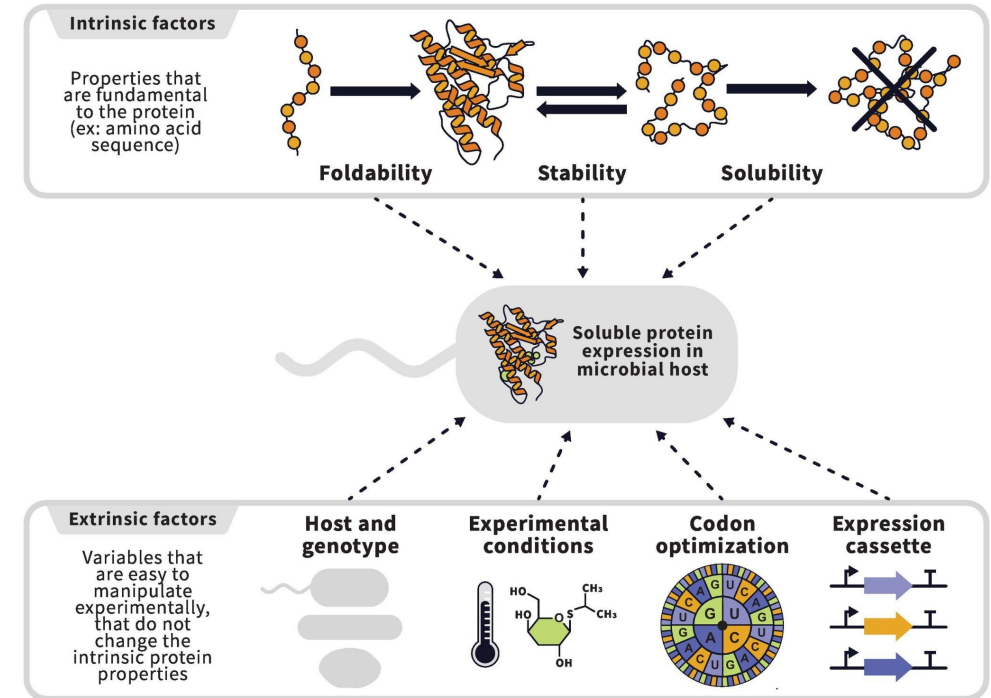 Intrinsic factors
Properties that
are fundamental
to the protein
(ex: amino acid
sequence)
Foldability
Stability
Solubility
Soluble protein
expression in
microbial host
Extrinsic factors
Variables that
are easy to
manipulate
experimentally,
that do not
change the
intrinsic protein
properties
Host and
genotype
Experimental
conditions
Codon
optimization
Expression
cassette
HO
HO
O
S
CH₃
CH₃
OH
G U
A C